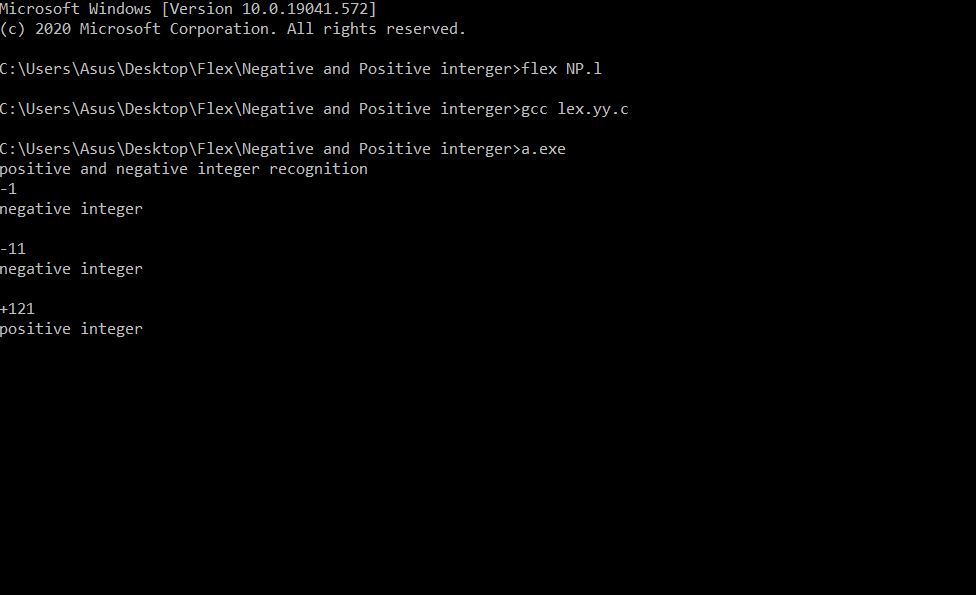 Microsoft Windows [Version 10.0.19041.572]
(c) 2020 Microsoft Corporation. All rights reserved.
C:\Users\Asus\Desktop\Flex\Negative and Positive interger>flex NP.l
C:\Users\Asus\Desktop\Flex\Negative and Positive interger>gcc lex.yy.c
C:\Users\Asus\Desktop\Flex\Negative and Positive interger>a.exe
positive and negative integer recognition
-1
negative integer
-11
negative integer
+121
positive integer